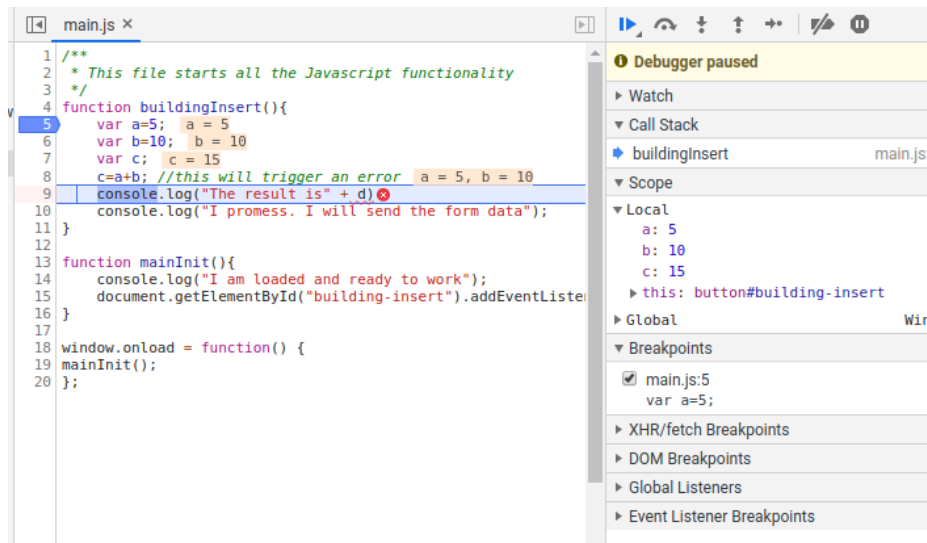 main.js ×
1 /**
2 * This file starts all the Javascript functionality
3 */
4 function buildingInsert(){
5 var a=5; a = 5
6 var b=10; b = 10
7 var c; c = 15
8 c=a+b; //this will trigger an error a = 5, b = 10
9 console.log("The result is" + d)
10 console.log("I promess. I will send the form data");
11 }
12
13 function mainInit(){
14 console.log("I am loaded and ready to work");
15 document.getElementById("building-insert").addEventListe
16 }
17
18 window.onload = function() {
19 mainInit();
20 };
Debugger paused
Watch
Call Stack
buildingInsert main.js
Scope
Local
a: 5
b: 10
c: 15
this: button#building-insert
Global Wi
Breakpoints
main.js:5
var a=5;
XHR/fetch Breakpoints
DOM Breakpoints
Global Listeners
Event Listener Breakpoints